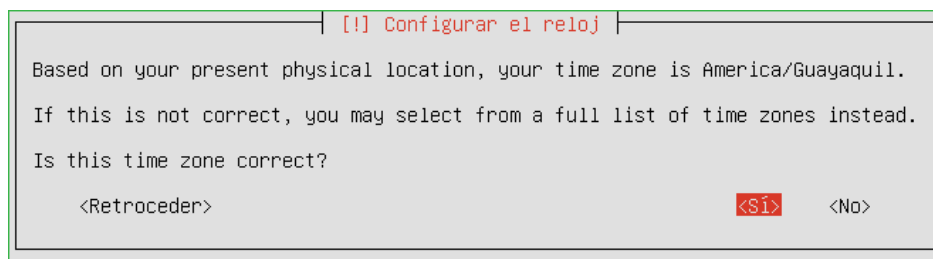 [!] Configurar el reloj
Based on your present physical location, your time zone is America/Guayaquil.
If this is not correct, you may select from a full list of time zones instead.
Is this time zone correct?
<Retroceder> <Sí> <No>